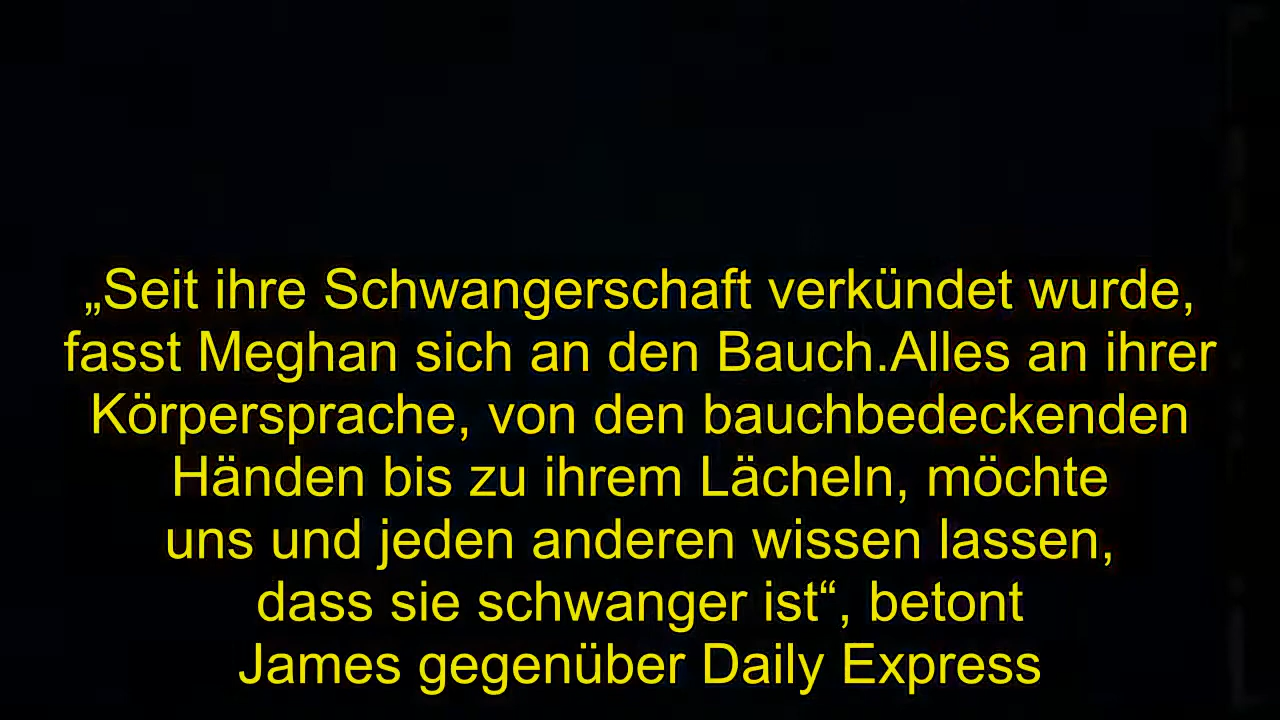 „Seit ihre Schwangerschaft verkündet wurde,
fasst Meghan sich an den Bauch.Alles an ihrer
Körpersprache, von den bauchbedeckenden
Händen bis zu ihrem Lächeln, möchte
uns und jeden anderen wissen lassen,
dass sie schwanger ist“, betont
James gegenüber Daily Express